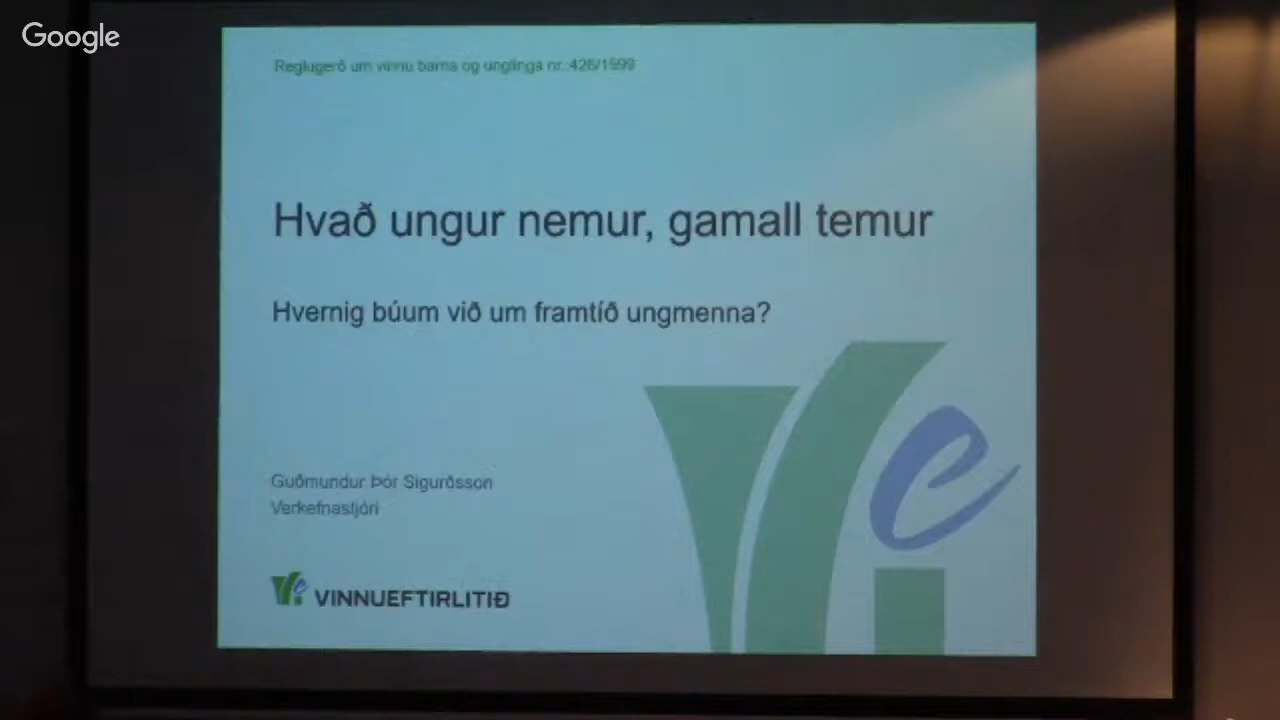 Google
Reglugerð um vinnu barna og unglinga nr. 426/1999
Hvað ungur nemur, gamall temur
Hvernig búum við um framtíð ungmenna?
Guðmundur Þór Sigurðsson
Verkefnastjóri
VINNUEFTIRLITIÐ